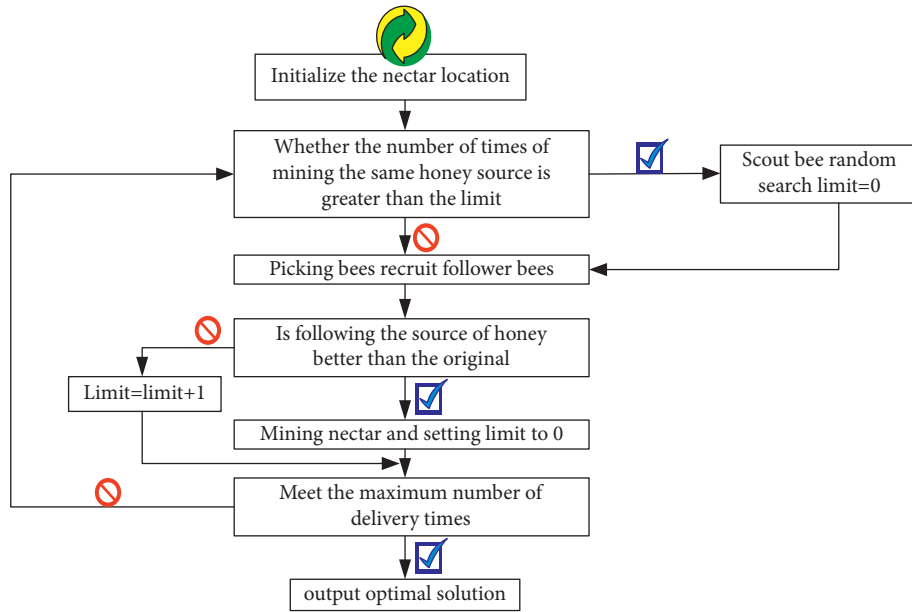 Initialize the nectar location
Whether the number of times of
mining the same honey source is
greater than the limit
Scout bee random
search limit=0
Picking bees recruit follower bees
Is following the source of honey
better than the original
Limit=limit+1
Mining nectar and setting limit to 0
Meet the maximum number of
delivery times
output optimal solution